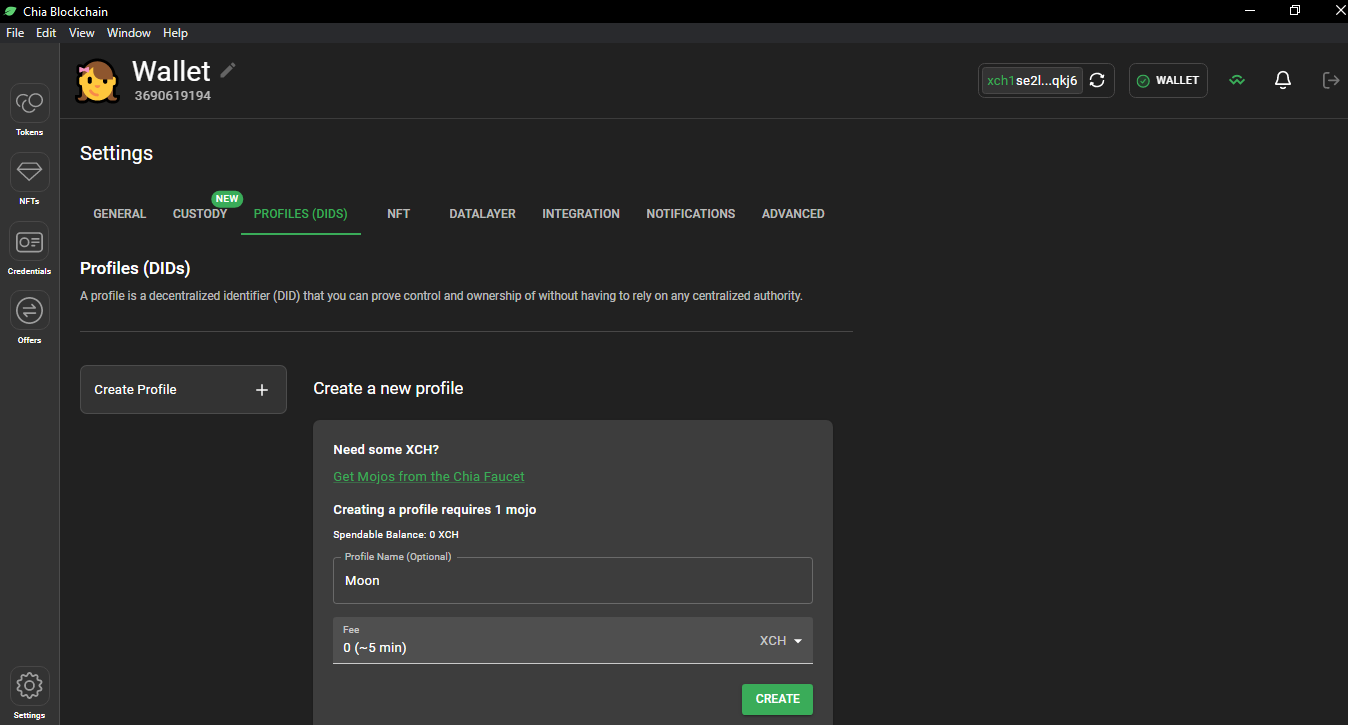 Chia Blockchain
File Edit View Window Help
Wallet
3690619194
xch1se2l...qkj6
WALLET
Tokens
NFTs
Credentials
Offers
Settings
Settings
GENERAL CUSTODY NEW PROFILES (DIDS) NFT DATALAYER INTEGRATION NOTIFICATIONS ADVANCED
Profiles (DIDs)
A profile is a decentralized identifier (DID) that you can prove control and ownership of without having to rely on any centralized authority.
Create Profile
Create a new profile
Need some XCH?
Get Mojos from the Chia Faucet
Creating a profile requires 1 mojo
Spendable Balance: 0 XCH
Profile Name (Optional)
Moon
Fee
0 (~5 min) XCH
CREATE